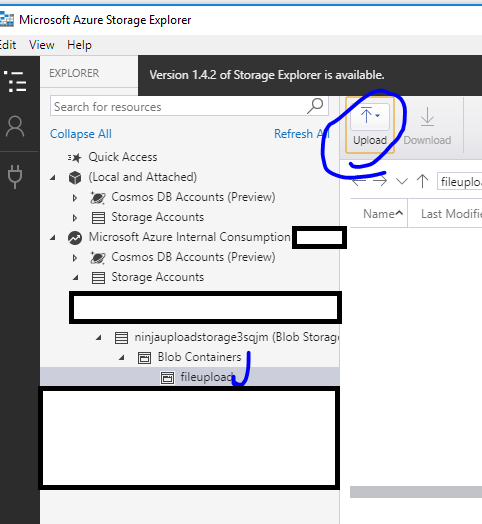 Microsoft Azure Storage Explorer
Edit View Help
EXPLORER
Version 1.4.2 of Storage Explorer is available.
Search for resources
Collapse All Refresh All
Upload Download
Quick Access
(Local and Attached)
Cosmos DB Accounts (Preview)
fileupload
Storage Accounts
Name Last Modifie
Microsoft Azure Internal Consumption
Cosmos DB Accounts (Preview)
Storage Accounts
ninjauploadstorage3sqjm (Blob Storage
Blob Containers
fileupload